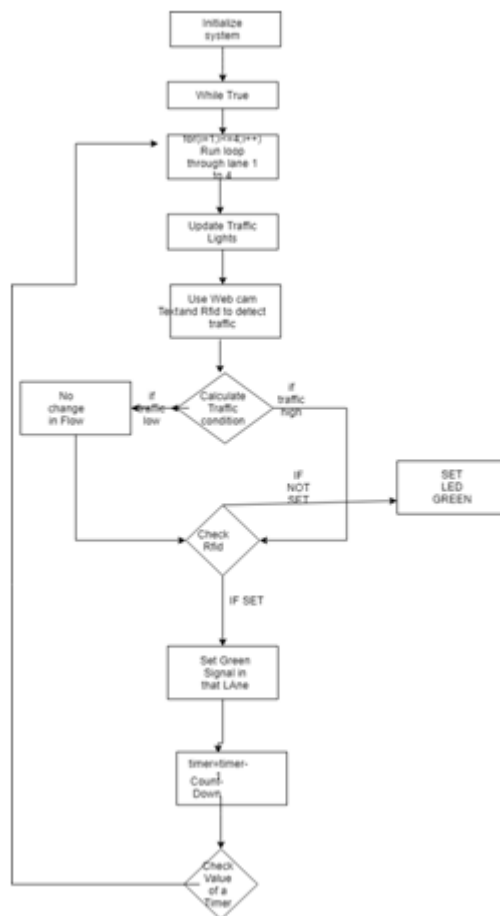 Initialize
system
While True
for(i=1;i<=4;i++)
Run loop
through lane 1
to 4
Update Traffic
Lights
Use Web cam
Textand Rfid to detect
traffic
Calculate
Traffic
condition
if
traffic
low
No
change
in Flow
if
traffic
high
IF
NOT
SET
SET
LED
GREEN
Check
Rfid
IF SET
Set Green
Signal in
that LAne
timer=timer-
1
Count-
Down
Check
Value
of a
Timer